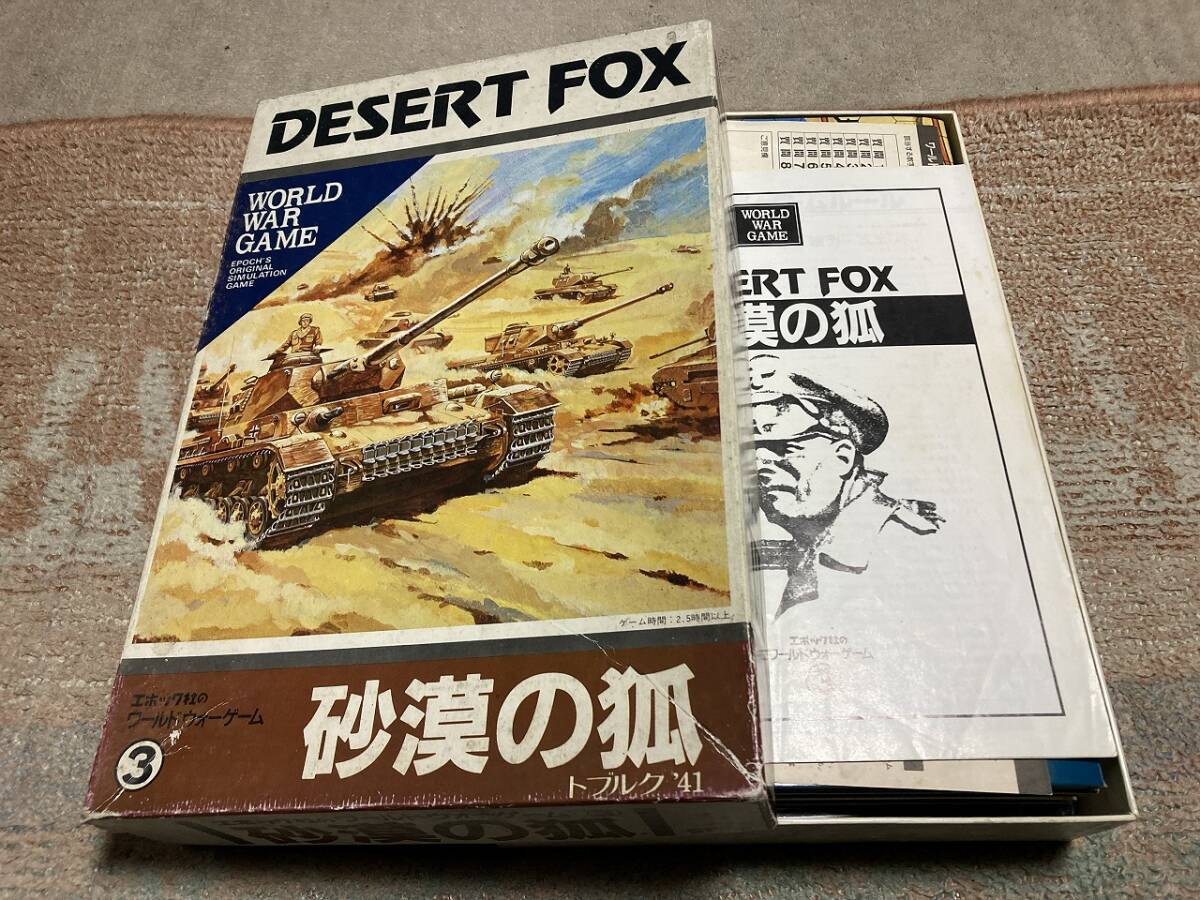 DESERT FOX
WORLD
WAR
GAME
EPOCH'S
ORIGINAL
SIMULATION
GAME
ゲーム時間:2.5時間以上
エポック社の
ワールドウォーゲーム
3
砂漠の狐
トブルク '41
砂漠の狐
WORLD
WAR
GAME
ERT FOX
漠の狐
エポック社の
ワールドウォーゲーム